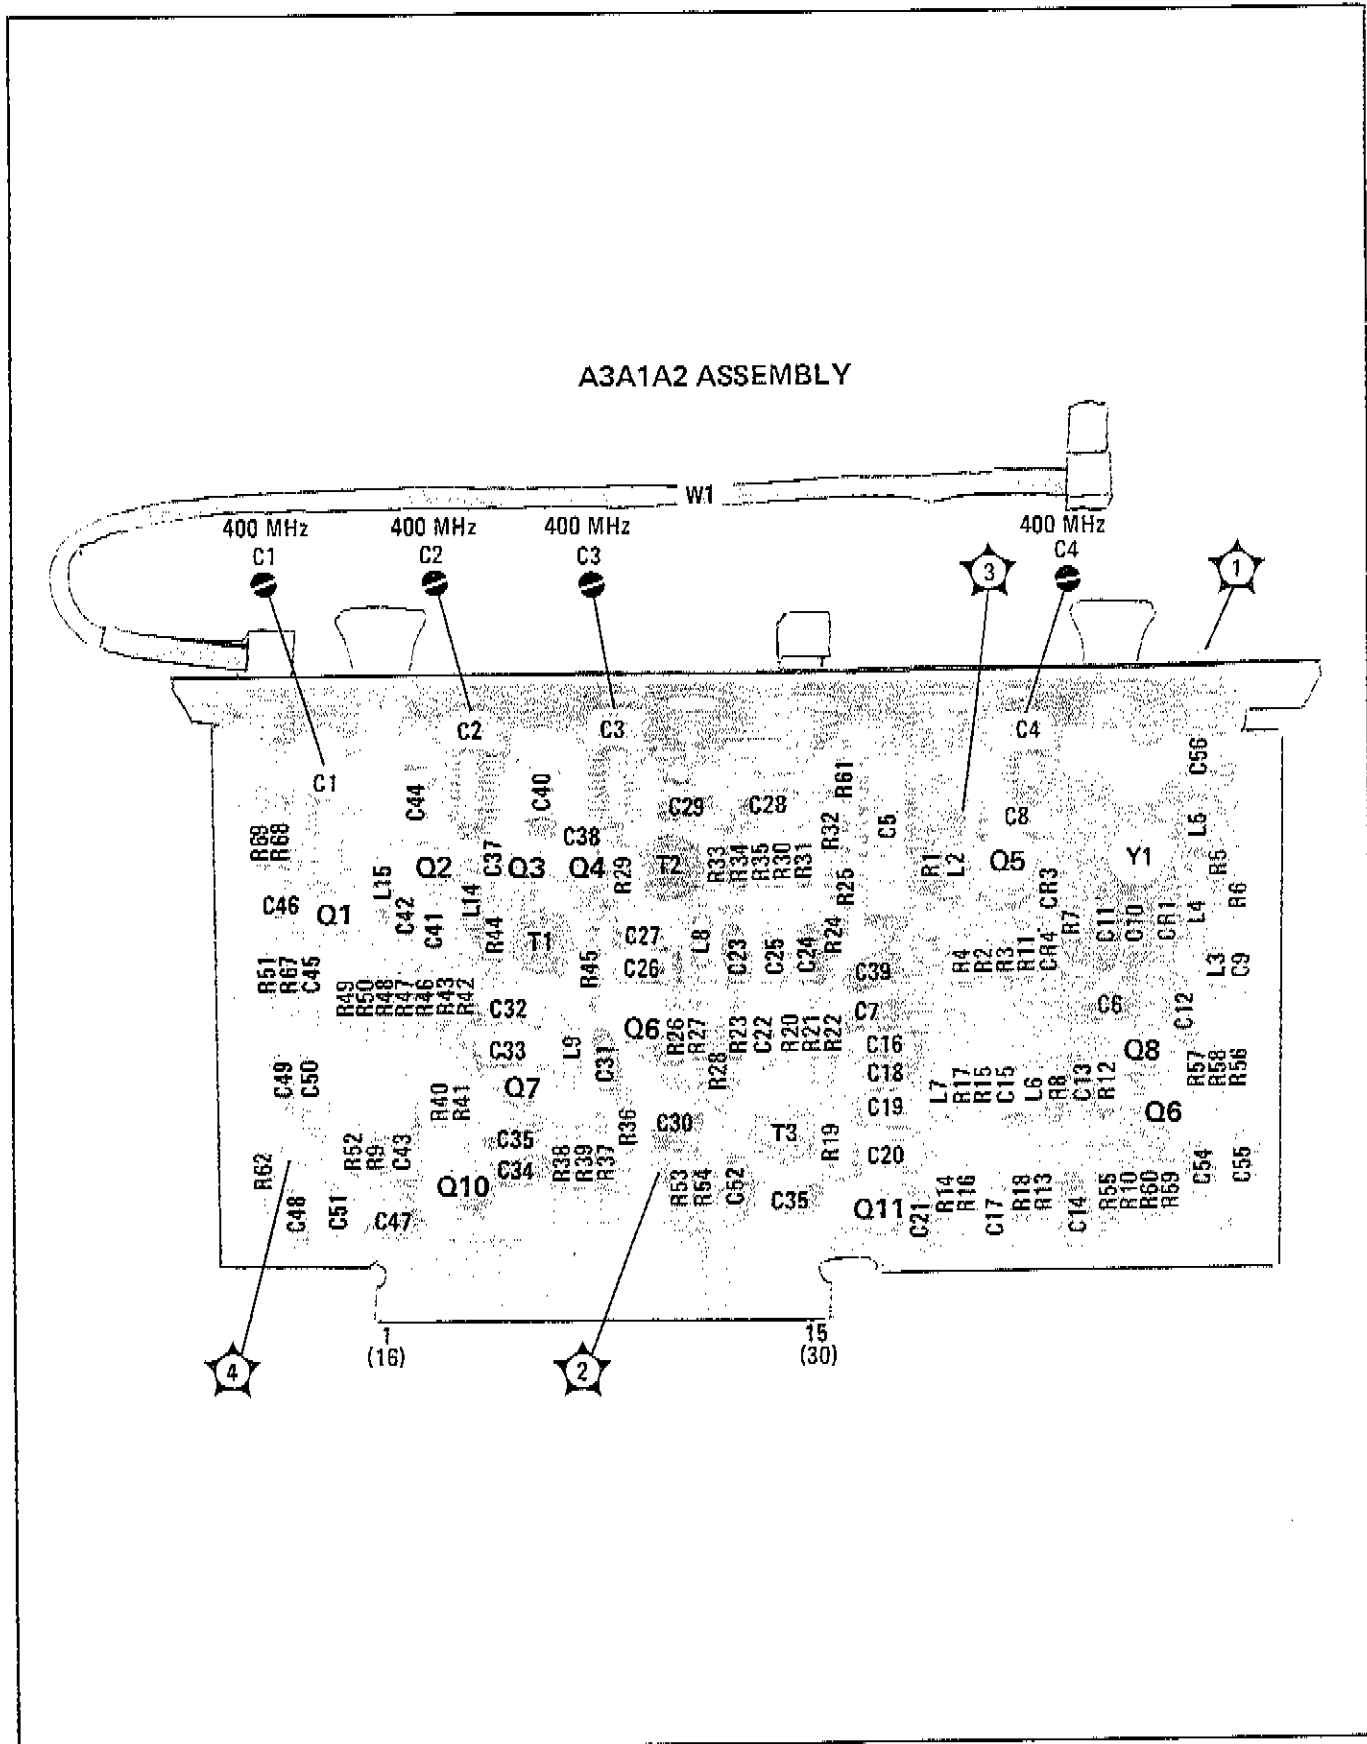 A3A1A2 ASSEMBLY
W1
400 MHz 400 MHz 400 MHz 400 MHz
C1 C2 C3 C4
3 1
C2 C3 C4
C1 C44 C40 C29 C28 R61 C5 C8 C56
R69 R68 C38 R32 L5
L15 Q2 C37 Q3 Q4 R29 T2 R33 R34 R35 R30 R31 R25 R1 L2 Q5 CR3 Y1 R5 R6
C46 Q1 C42 C41 L14 R44 T1 C27 L8 R24 R7 C11 C10 CR1 L4
R51 R67 C45 R45 C26 C23 C25 C24 C39 R4 R2 R3 R11 CR4 L3 C9
R49 R50 R48 R47 R46 R43 R42 C32 C7 C6 C12
C33 L9 C31 Q6 R26 R27 R23 C22 R20 R21 R22 C16 Q8
C49 C50 Q7 R28 C18 L7 R17 R15 C15 L6 R8 C13 R12 R57 R58 R56
R40 R41 C19 Q6
R52 R9 C43 C35 R36 C30 T3 R19 C20
R62 Q10 C34 R38 R39 R37 R53 R54 C52 C35 C54 C55
C48 C51 C47 Q11 C21 R14 R16 C17 R18 R13 C14 R55 R10 R60 R59
1 15
(16) (30)
4 2